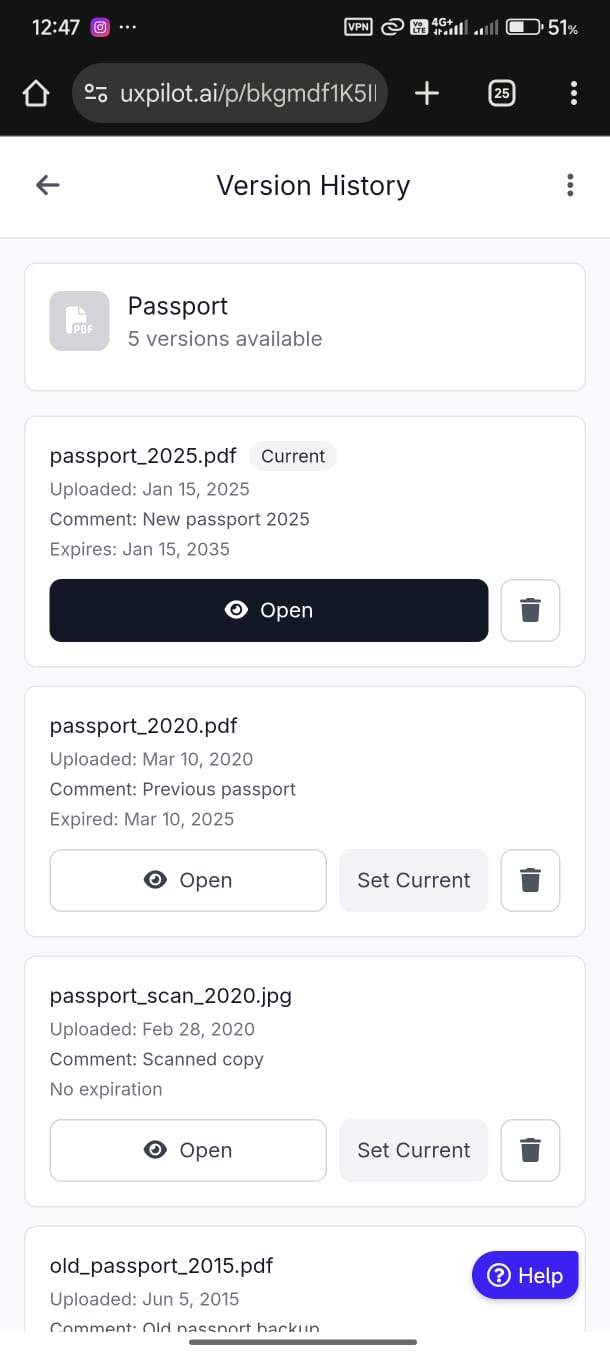 12:47 VPN Vo LTE 4G+ 51%
uxpilot.ai/p/bkgmdf1K5 25
Version History
PDF
Passport
5 versions available
passport_2025.pdf Current
Uploaded: Jan 15, 2025
Comment: New passport 2025
Expires: Jan 15, 2035
Open
passport_2020.pdf
Uploaded: Mar 10, 2020
Comment: Previous passport
Expired: Mar 10, 2025
Open Set Current
passport_scan_2020.jpg
Uploaded: Feb 28, 2020
Comment: Scanned copy
No expiration
Open Set Current
old_passport_2015.pdf
Help
Uploaded: Jun 5, 2015
Comment: Old passport backup